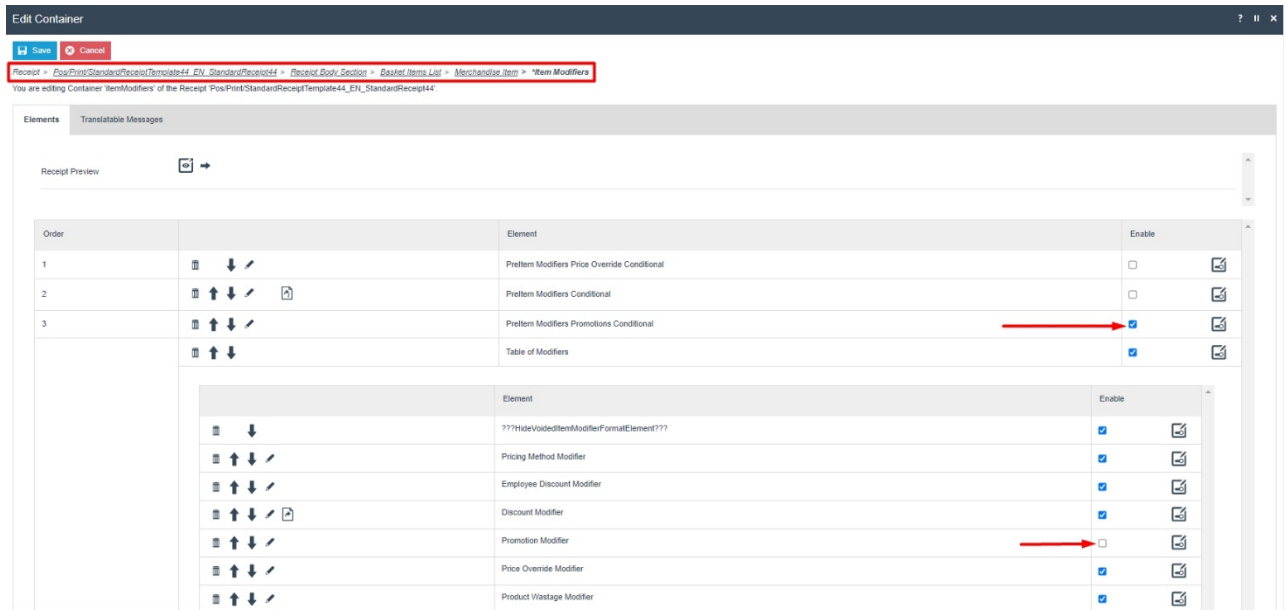 Edit Container
?
Save Cancel
Receipt > Pos/Print/StandardReceiptTemplate44_EN_StandardReceipt44 > Receipt Body Section > Basket Items List > Merchandise Item > *Item Modifiers
You are editing Container 'ItemModifiers' of the Receipt 'Pos/Print/StandardReceiptTemplate44_EN_StandardReceipt44'.
Elements Translatable Messages
Receipt Preview
Order Element Enable
1 PreItem Modifiers Price Override Conditional
2 PreItem Modifiers Conditional
3 PreItem Modifiers Promotions Conditional
Table of Modifiers
Element Enable
???HideVoidedItemModifierFormatElement???
Pricing Method Modifier
Employee Discount Modifier
Discount Modifier
Promotion Modifier
Price Override Modifier
Product Wastage Modifier